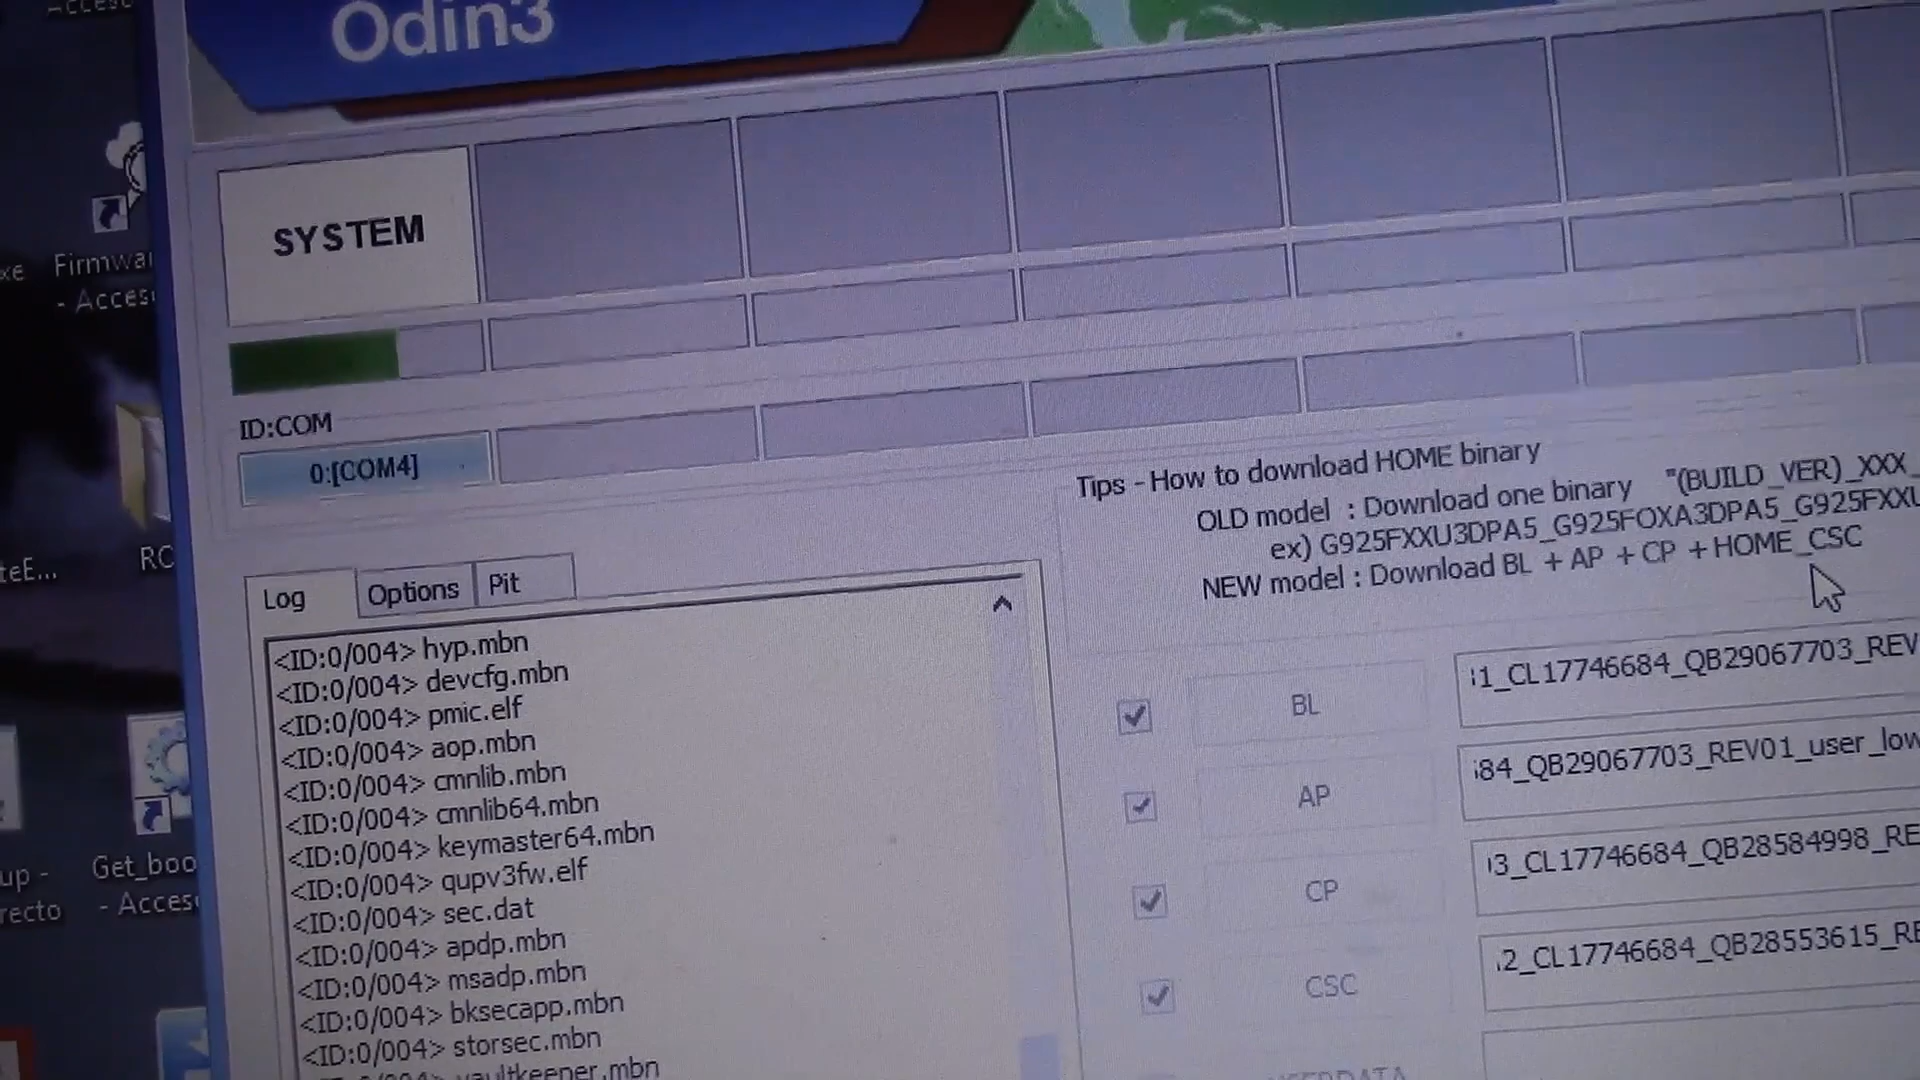 Odin3
SYSTEM
Firmwa
- Acces
ID:COM
0:[COM4]
RC
Tips - How to download HOME binary
OLD model : Download one binary "(BUILD_VER)_XXX_
ex) G925FXXU3DPA5_G925FOXA3DPA5_G925FXXU
NEW model : Download BL + AP + CP + HOME_CSC
Log
Options
Pit
<ID:0/004> hyp.mbn
<ID:0/004> devcfg.mbn
<ID:0/004> pmic.elf
<ID:0/004> aop.mbn
<ID:0/004> cmnlib.mbn
<ID:0/004> cmnlib64.mbn
<ID:0/004> keymaster64.mbn
<ID:0/004> qupv3fw.elf
<ID:0/004> sec.dat
<ID:0/004> apdp.mbn
<ID:0/004> msadp.mbn
<ID:0/004> bksecapp.mbn
<ID:0/004> storsec.mbn
<ID:0/004> vaultkeeper.mbn
BL
1_CL17746684_QB29067703_REV
AP
84_QB29067703_REV01_user_low
CP
3_CL17746684_QB28584998_RE
CSC
2_CL17746684_QB28553615_RE
USERDATA
up -
recto
Get_boo
- Acces